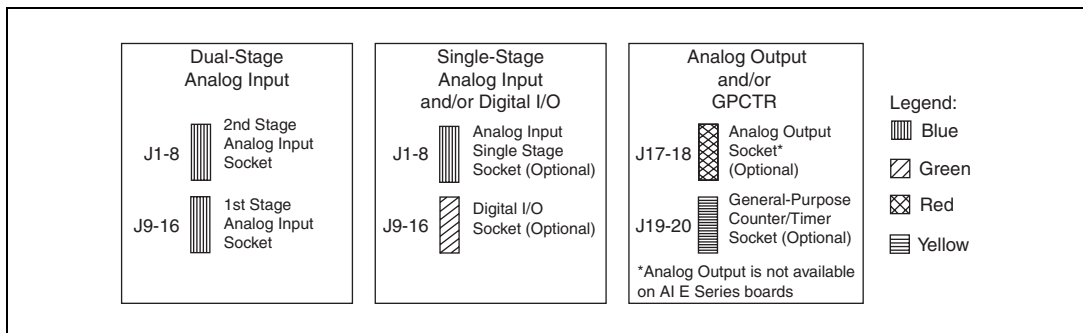 Dual-Stage
Analog Input
J1-8
2nd Stage
Analog Input
Socket
J9-16
1st Stage
Analog Input
Socket
Single-Stage
Analog Input
and/or Digital I/O
J1-8
Analog Input
Single Stage
Socket (Optional)
J9-16
Digital I/O
Socket (Optional)
Analog Output
and/or
GPCTR
J17-18
Analog Output
Socket*
(Optional)
J19-20
General-Purpose
Counter/Timer
Socket (Optional)
*Analog Output is not available
on AI E Series boards
Legend:
Blue
Green
Red
Yellow